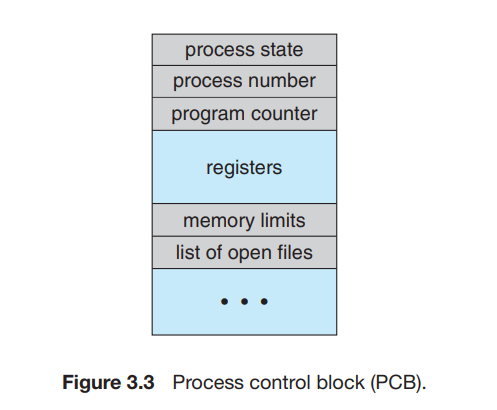 process state
process number
program counter
registers
memory limits
list of open files
• • •
Figure 3.3 Process control block (PCB).